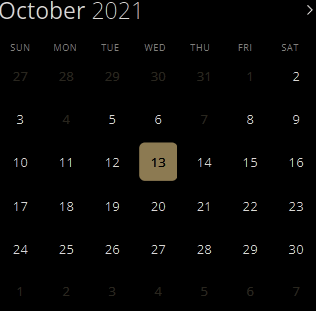 October 2021
SUN MON TUE WED THU FRI SAT
27 28 29 30 31 1 2
3 4 5 6 7 8 9
10 11 12 13 14 15 16
17 18 19 20 21 22 23
24 25 26 27 28 29 30
1 2 3 4 5 6 7